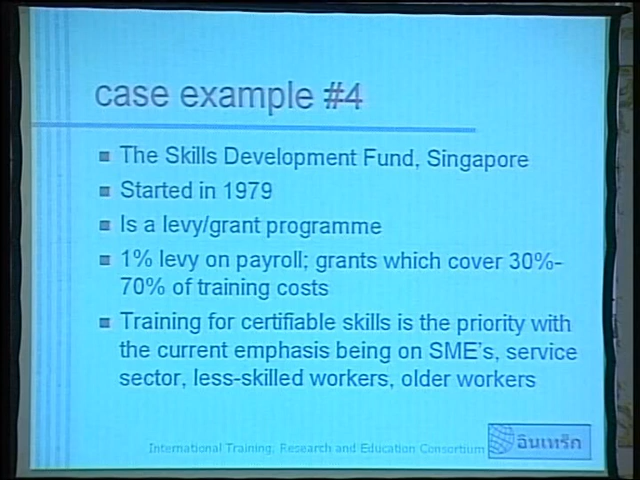 case example #4
The Skills Development Fund, Singapore
Started in 1979
Is a levy/grant programme
1% levy on payroll; grants which cover 30%-
70% of training costs
Training for certifiable skills is the priority with
the current emphasis being on SME's, service
sector, less-skilled workers, older workers
International Training, Research and Education Consortium
อินเทร็ค